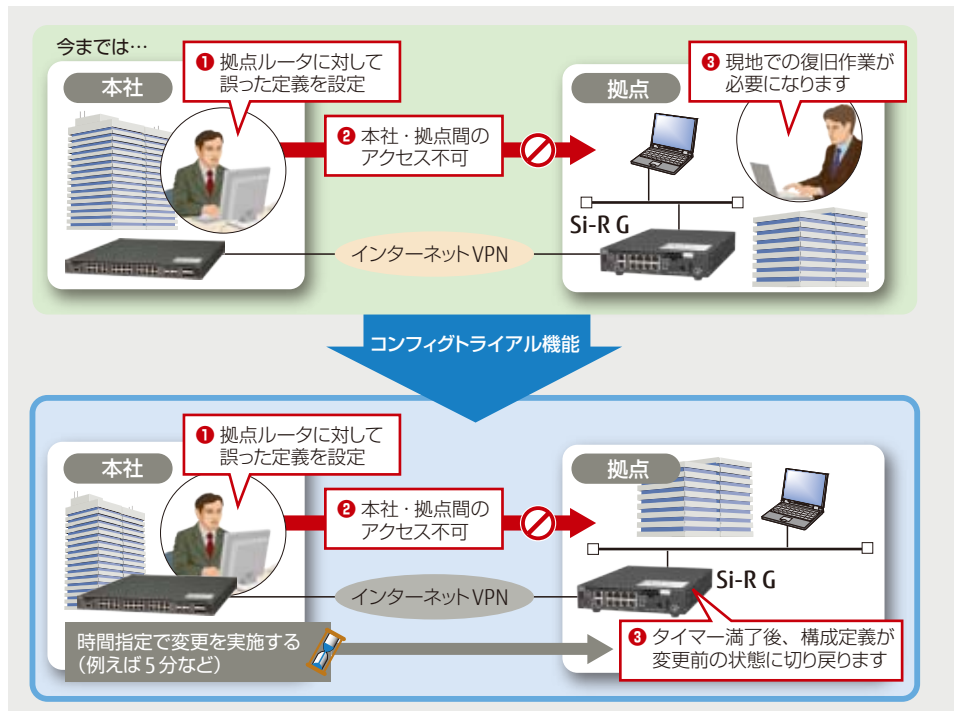 今までは…
本社
❶ 拠点ルータに対して
誤った定義を設定
❷ 本社・拠点間の
アクセス不可
拠点
❸ 現地での復旧作業が
必要になります
Si-R G
インターネット VPN
コンフィグトライアル機能
本社
❶ 拠点ルータに対して
誤った定義を設定
❷ 本社・拠点間の
アクセス不可
拠点
Si-R G
インターネット VPN
時間指定で変更を実施する
（例えば５分など）
❸ タイマー満了後、構成定義が
変更前の状態に切り戻ります